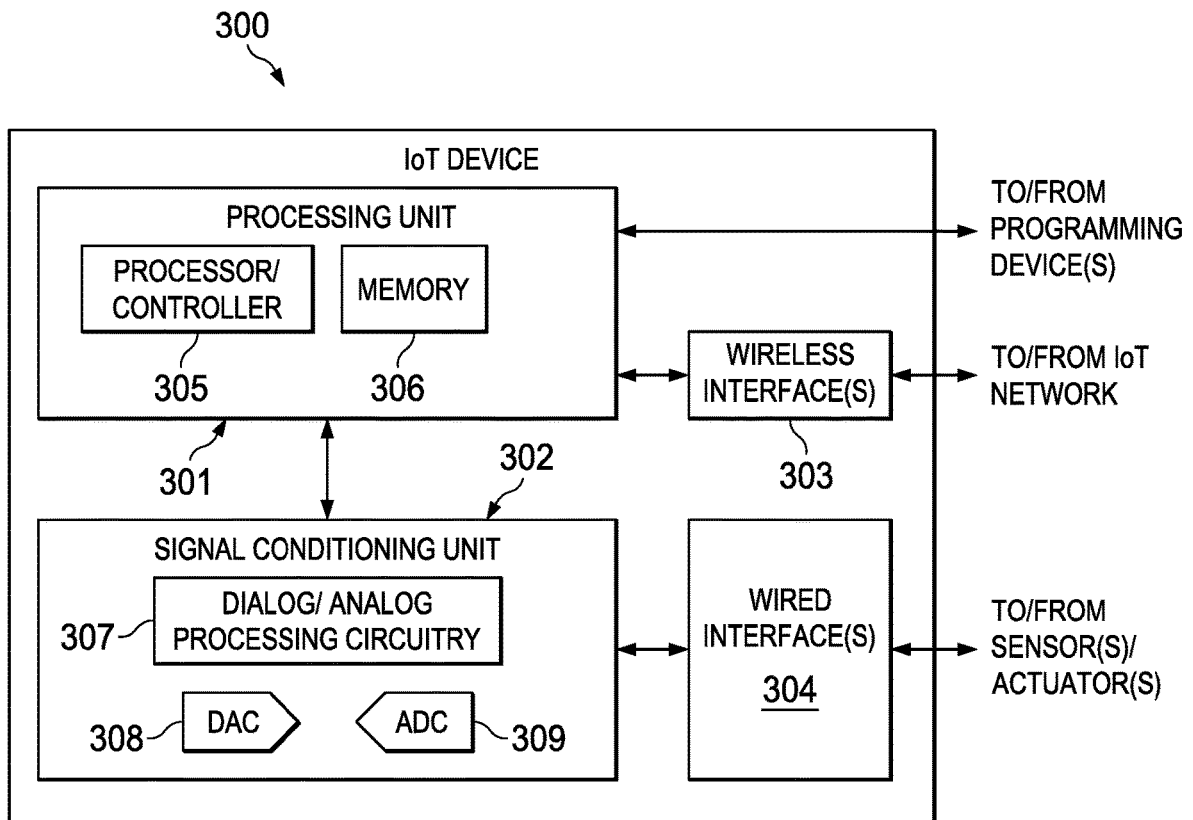 300
IoT DEVICE
PROCESSING UNIT
PROCESSOR/
CONTROLLER
305
MEMORY
306
301
TO/FROM
PROGRAMMING
DEVICE(S)
WIRELESS
INTERFACE(S)
303
TO/FROM IoT
NETWORK
302
SIGNAL CONDITIONING UNIT
DIALOG/ ANALOG
PROCESSING CIRCUITRY
307
308
DAC
ADC
309
WIRED
INTERFACE(S)
304
TO/FROM
SENSOR(S)/
ACTUATOR(S)